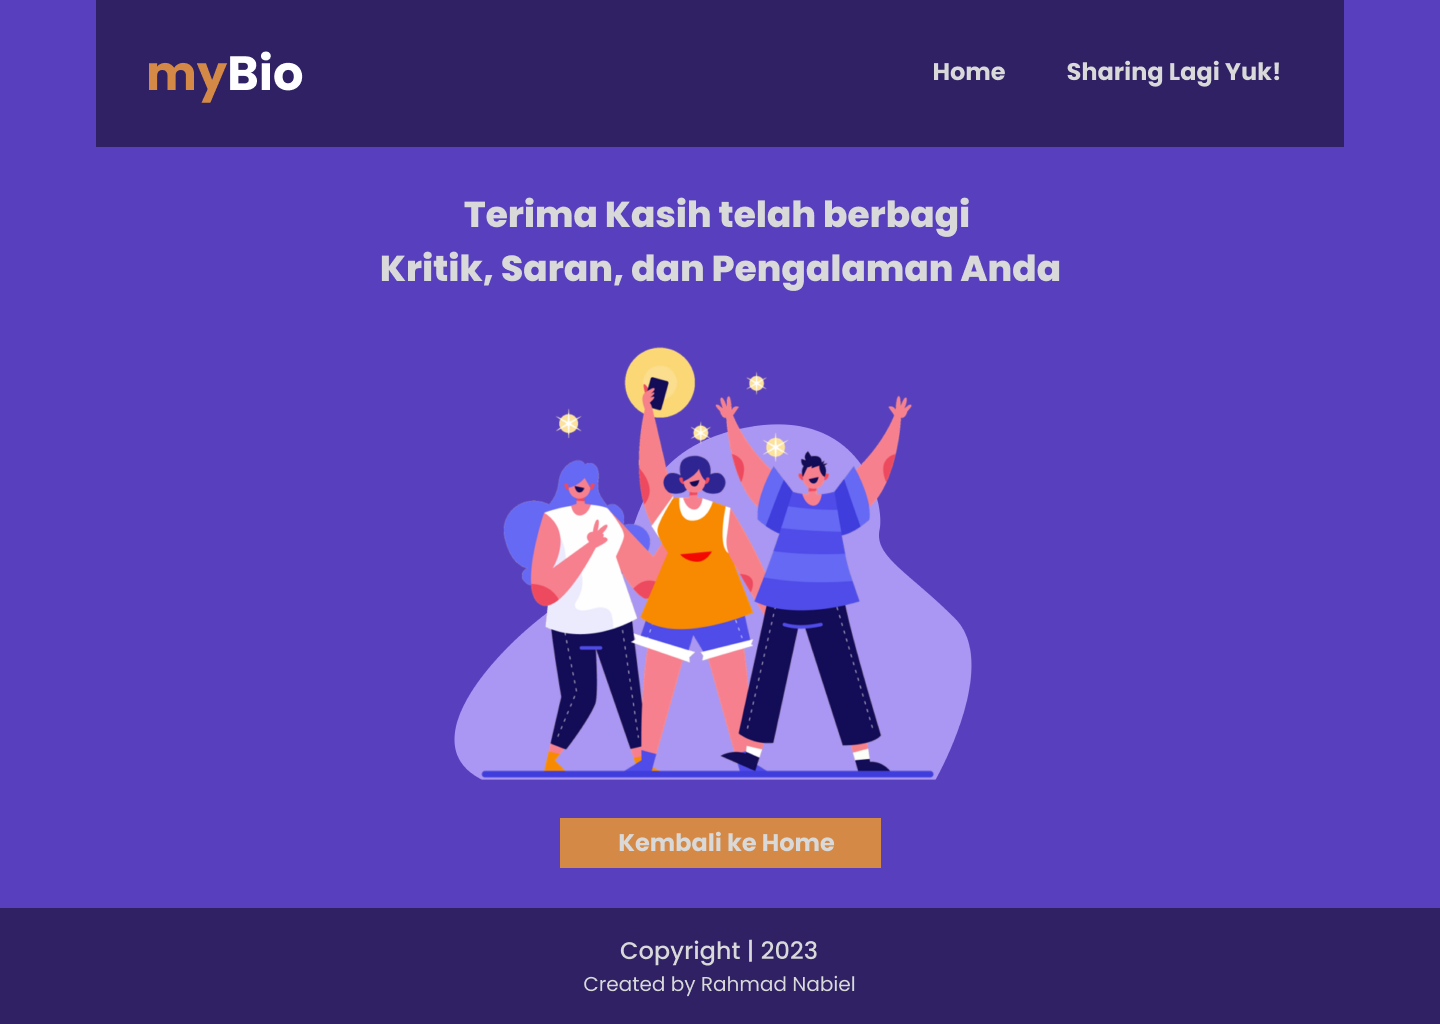 myBio
Home
Sharing Lagi Yuk!
Terima Kasih telah berbagi
Kritik, Saran, dan Pengalaman Anda
Kembali ke Home
Copyright | 2023
Created by Rahmad Nabiel